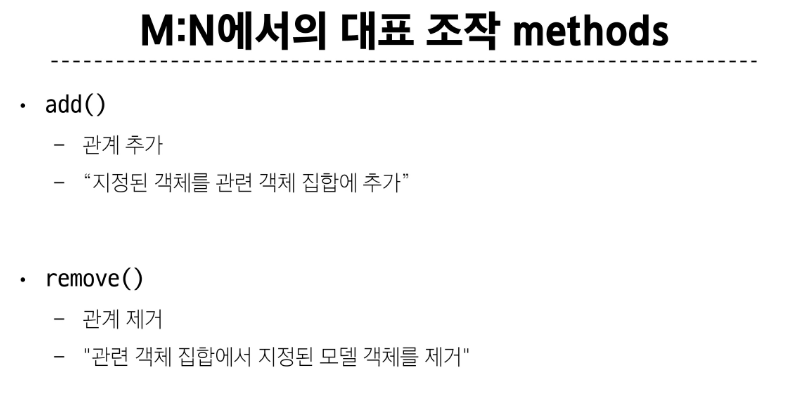 M:N에서의 대표 조작 methods
• add()
– 관계 추가
– “지정된 객체를 관련 객체 집합에 추가”
• remove()
– 관계 제거
– "관련 객체 집합에서 지정된 모델 객체를 제거"